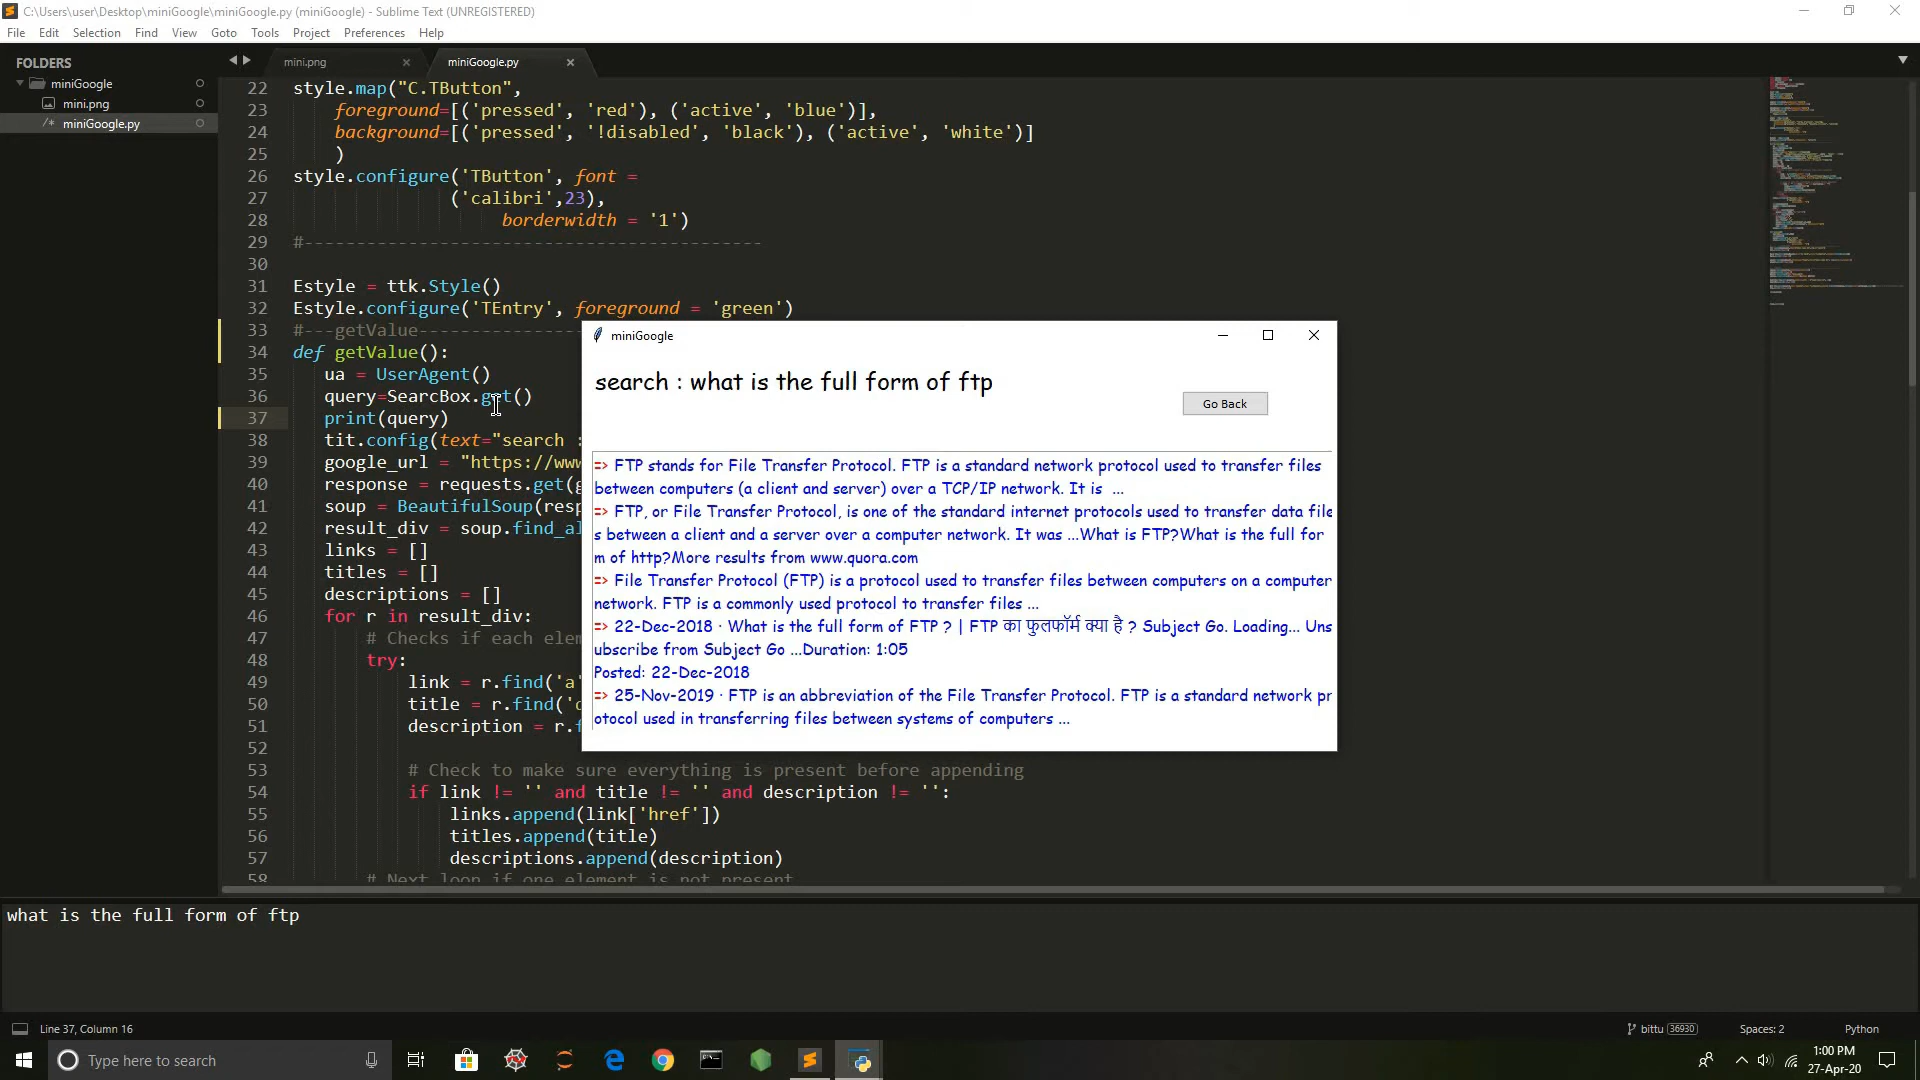 C:\Users\user\Desktop\miniGoogle\miniGoogle.py (miniGoogle) - Sublime Text (UNREGISTERED)
File Edit Selection Find View Goto Tools Project Preferences Help
FOLDERS
miniGoogle
mini.png
/* miniGoogle.py
mini.png
miniGoogle.py
22 style.map("C.TButton",
23 foreground=[('pressed', 'red'), ('active', 'blue')],
24 background=[('pressed', '!disabled', 'black'), ('active', 'white')]
25 )
26 style.configure('TButton', font =
27 ('calibri',23),
28 borderwidth = '1')
29 #--------------------------------------------
30
31 Estyle = ttk.Style()
32 Estyle.configure('TEntry', foreground = 'green')
33 #---getValue---------------
34 def getValue():
35 ua = UserAgent()
36 query=SearcBox.get()
37 print(query)
38 tit.config(text="search :
39 google_url = "https://www
40 response = requests.get(g
41 soup = BeautifulSoup(resp
42 result_div = soup.find_al
43 links = []
44 titles = []
45 descriptions = []
46 for r in result_div:
47 # Checks if each elem
48 try:
49 link = r.find('a'
50 title = r.find('d
51 description = r.f
52
53 # Check to make sure everything is present before appending
54 if link != '' and title != '' and description != '':
55 links.append(link['href'])
56 titles.append(title)
57 descriptions.append(description)
58 # Next loop if one element is not present
miniGoogle
search : what is the full form of ftp
Go Back
=> FTP stands for File Transfer Protocol. FTP is a standard network protocol used to transfer files
between computers (a client and server) over a TCP/IP network. It is ...
=> FTP, or File Transfer Protocol, is one of the standard internet protocols used to transfer data file
s between a client and a server over a computer network. It was ...What is FTP?What is the full for
m of http?More results from www.quora.com
=> File Transfer Protocol (FTP) is a protocol used to transfer files between computers on a computer
network. FTP is a commonly used protocol to transfer files ...
=> 22-Dec-2018 · What is the full form of FTP ? | FTP का फुलफॉर्म क्या है ? Subject Go. Loading... Uns
ubscribe from Subject Go ...Duration: 1:05
Posted: 22-Dec-2018
=> 25-Nov-2019 · FTP is an abbreviation of the File Transfer Protocol. FTP is a standard network pr
otocol used in transferring files between systems of computers ...
what is the full form of ftp
Line 37, Column 16
bittu 36930
Spaces: 2
Python
Type here to search
1:00 PM
27-Apr-20